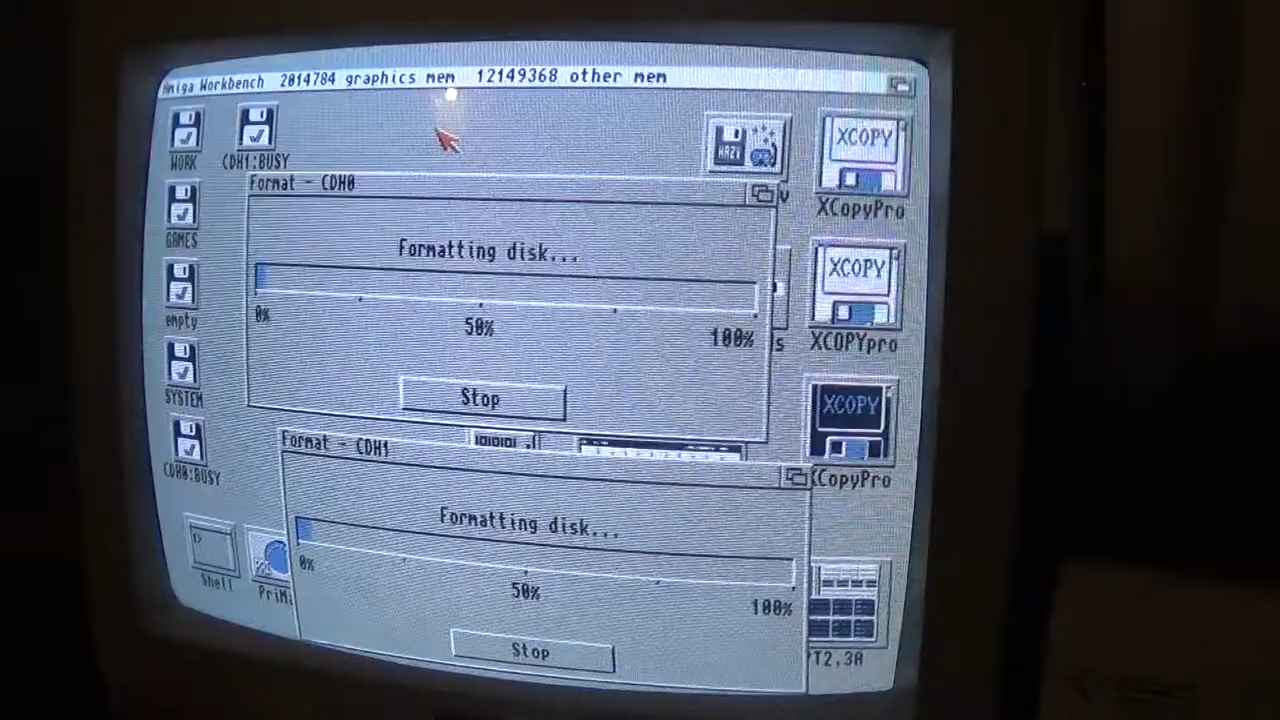 Amiga Workbench 2014784 graphics mem 12149368 other mem
WORK
CDH1:BUSY
XCOPY
XCopyPro
Format - CDH0
GAMES
Formatting disk...
XCOPY
empty
0%
50%
100%
XCOPYpro
SYSTEM
Stop
XCOPY
Format - CDH1
CDH0:BUSY
XCopyPro
Formatting disk...
0%
50%
100%
Shell
PriM
Stop
PT2,3A